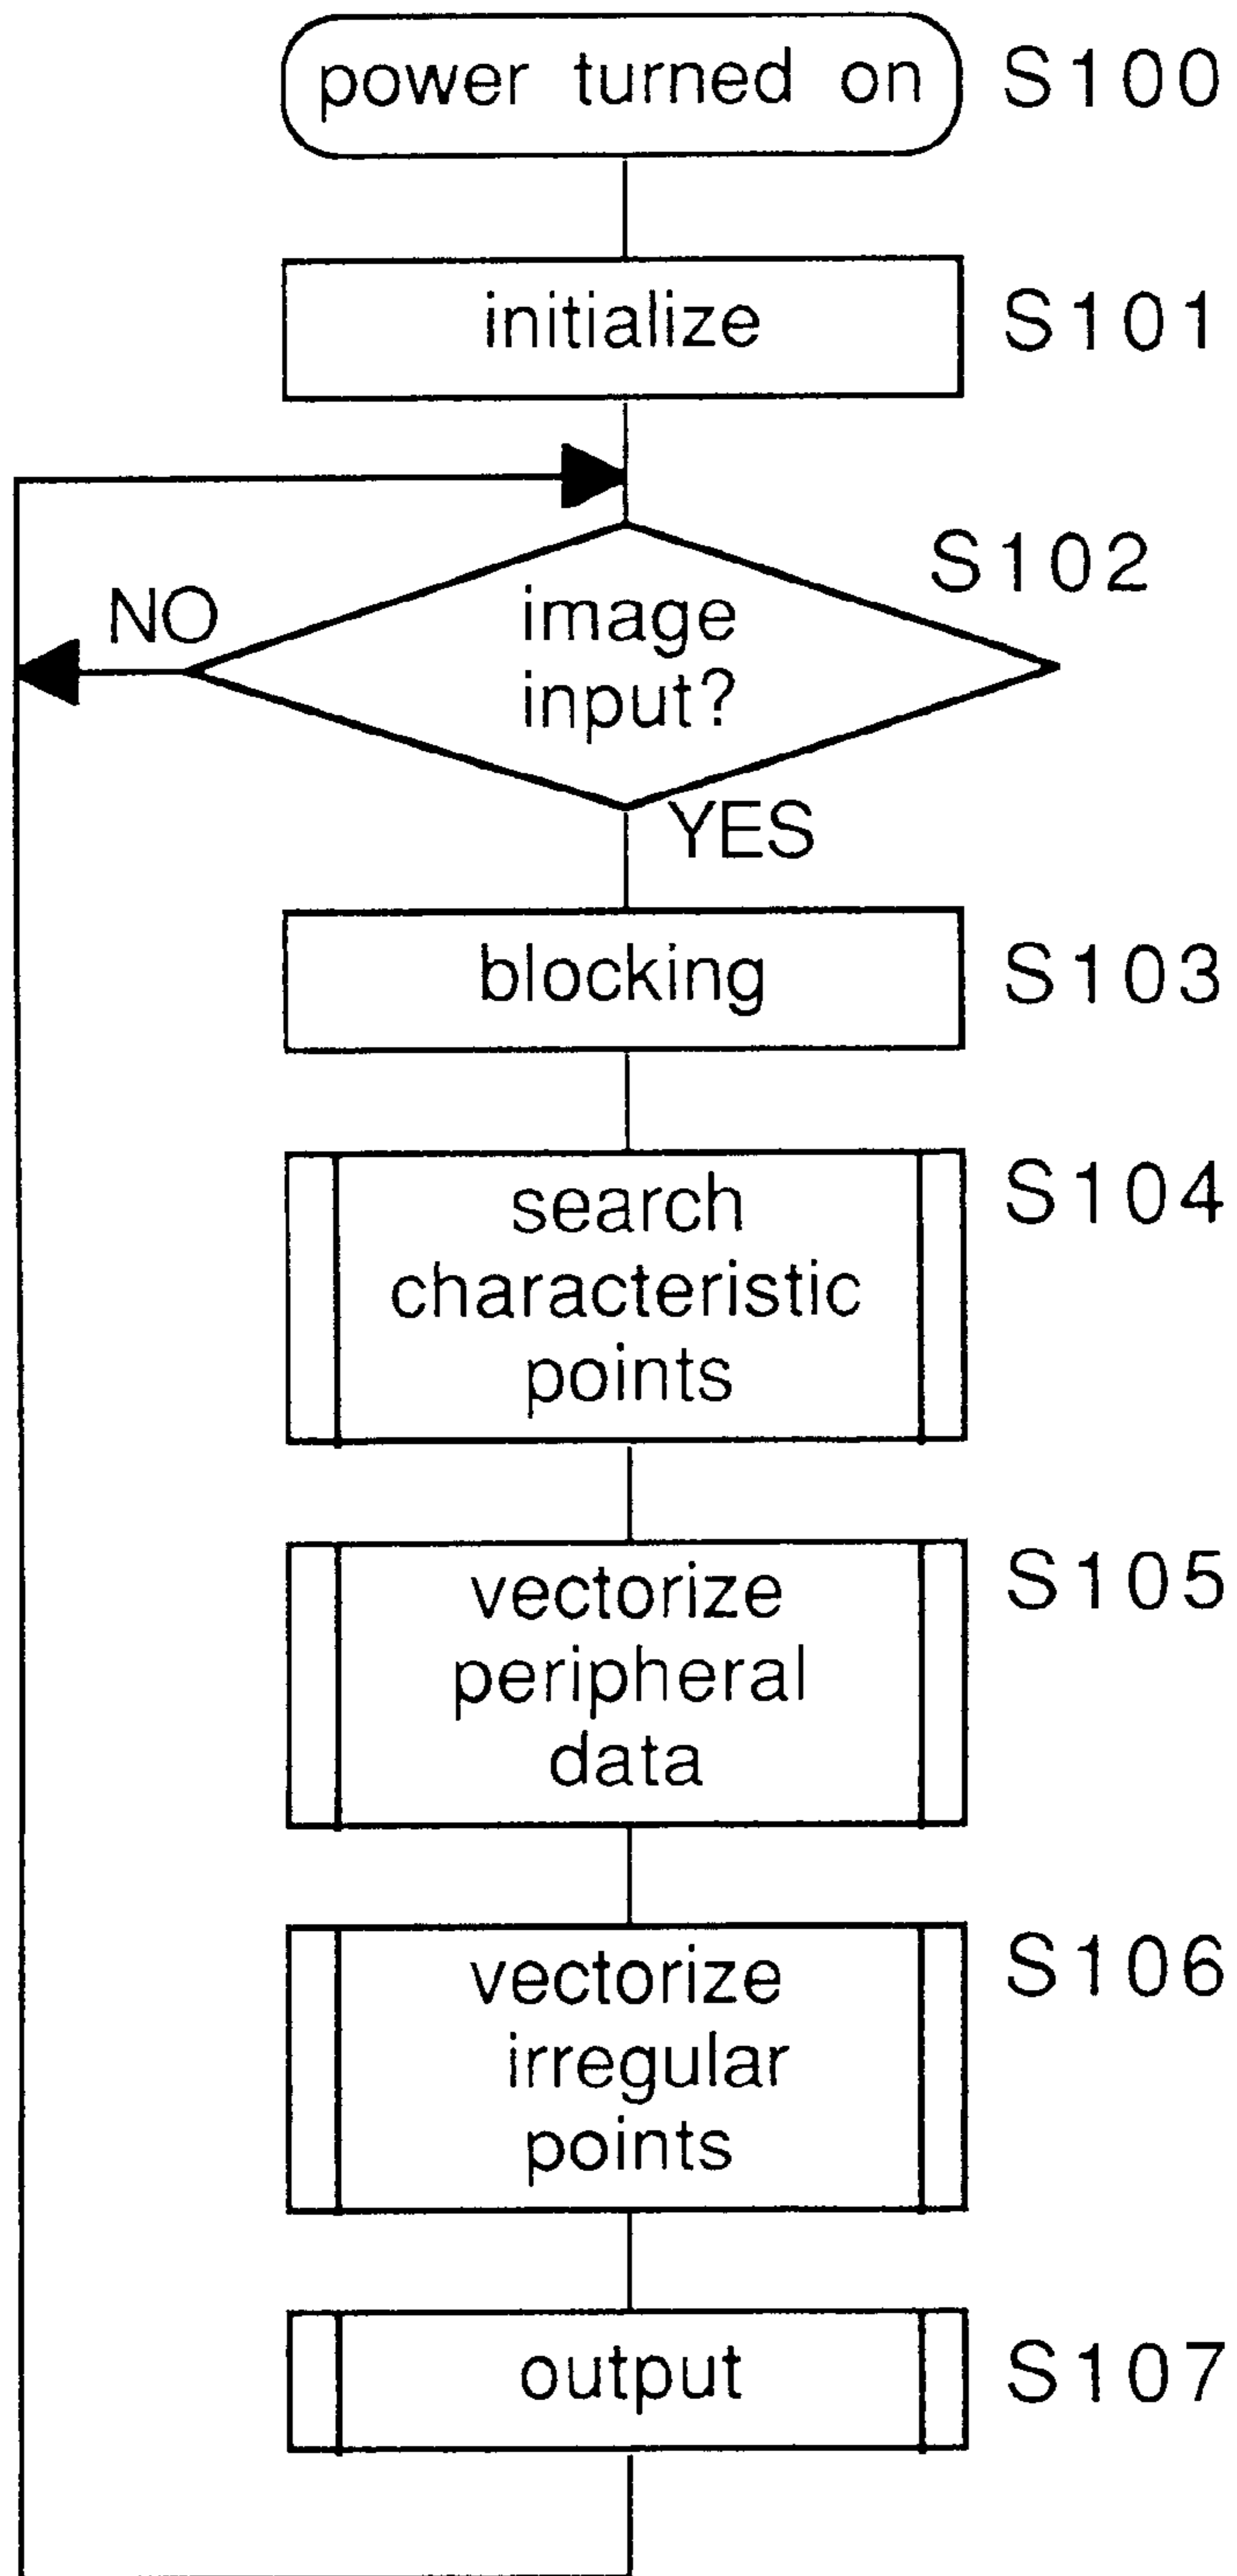 power turned on S100
initialize S101
S102
NO
image
input?
YES
blocking S103
search S104
characteristic
points
vectorize S105
peripheral
data
vectorize S106
irregular
points
output S107